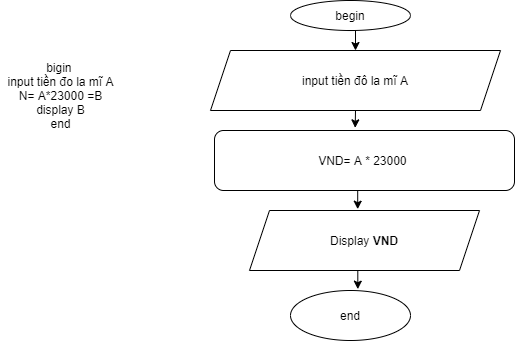 bigin
input tiền đo la mĩ A
N= A*23000 =B
display B
end
begin
input tiền đô la mĩ A
VND= A * 23000
Display VND
end